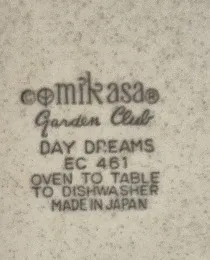 mikasa®
Garden Club
DAY DREAMS
EC 461
OVEN TO TABLE
TO DISHWASHER
MADE IN JAPAN